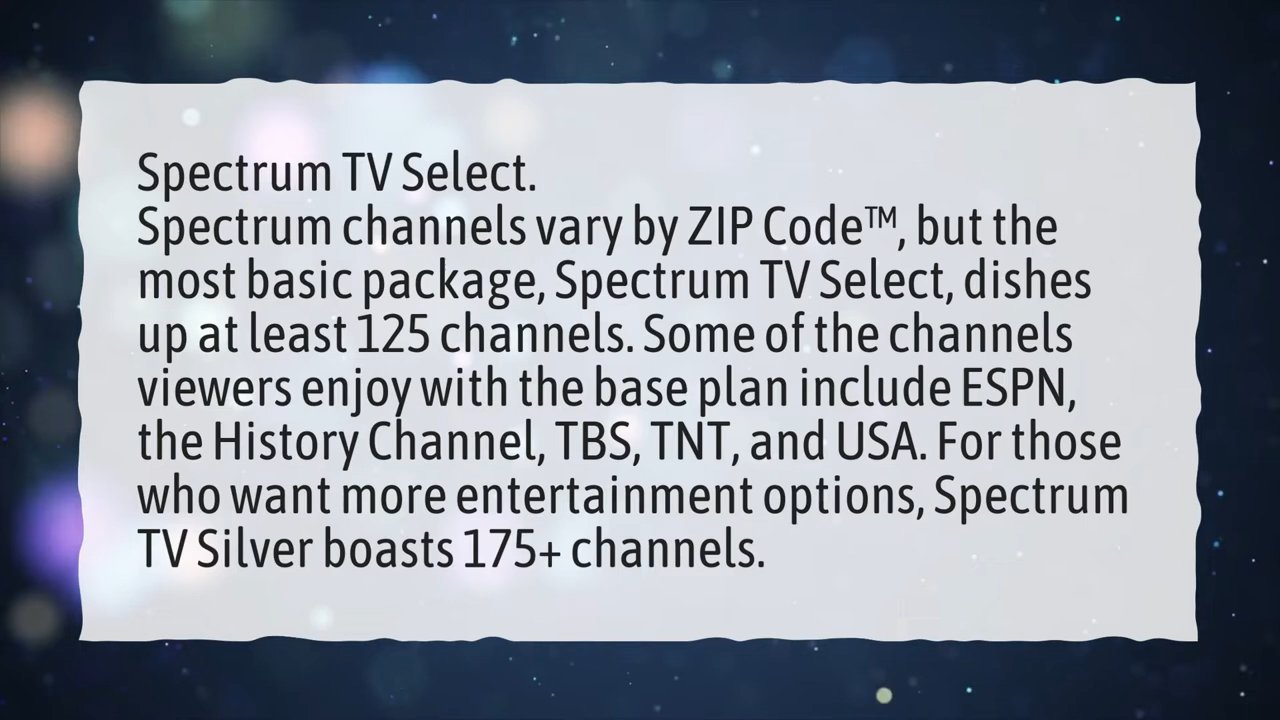 Spectrum TV Select.
Spectrum channels vary by ZIP Code™, but the
most basic package, Spectrum TV Select, dishes
up at least 125 channels. Some of the channels
viewers enjoy with the base plan include ESPN,
the History Channel, TBS, TNT, and USA. For those
who want more entertainment options, Spectrum
TV Silver boasts 175+ channels.